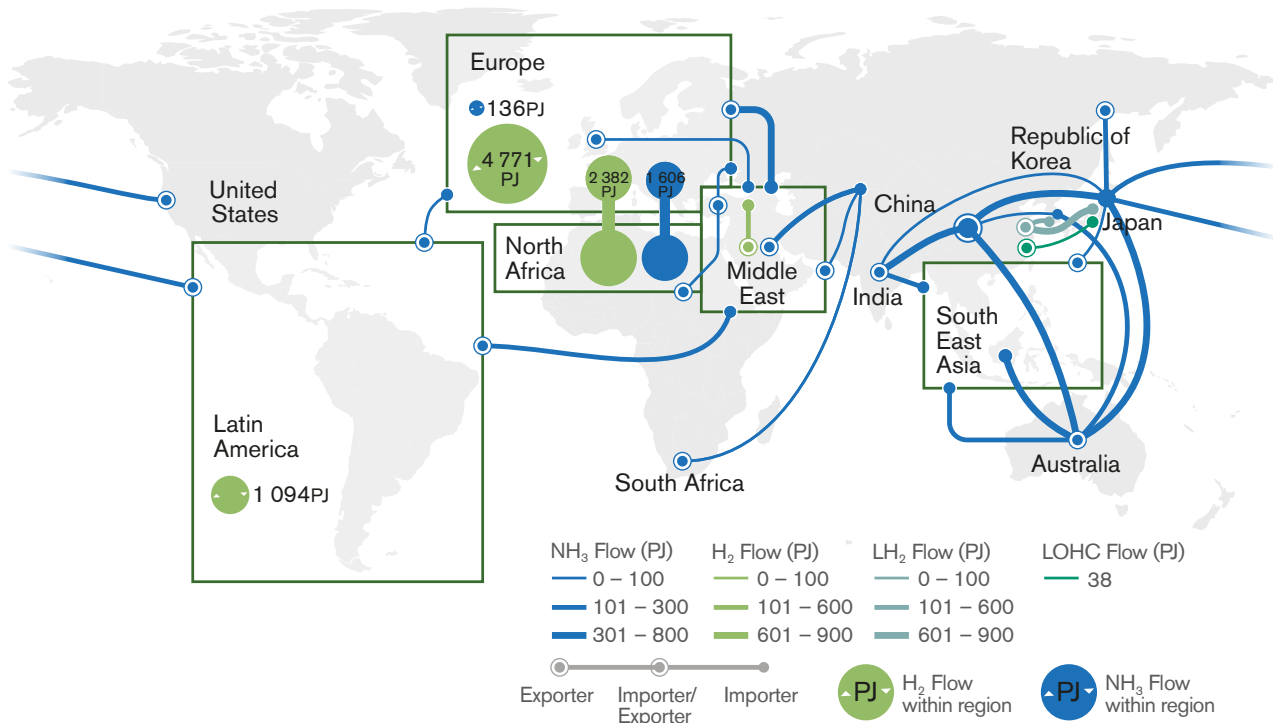 Europe
136PJ
4 771
PJ
2 382
PJ
1 606
PJ
United
States
North
Africa
Middle
East
China
Republic of
Korea
Japan
India
South
East
Asia
Latin
America
1 094PJ
South Africa
Australia
NH₃ Flow (PJ)
0 – 100
101 – 300
301 – 800
H₂ Flow (PJ)
0 – 100
101 – 600
601 – 900
LH₂ Flow (PJ)
0 – 100
101 – 600
601 – 900
LOHC Flow (PJ)
38
Exporter
Importer/
Exporter
Importer
PJ
H₂ Flow
within region
PJ
NH₃ Flow
within region